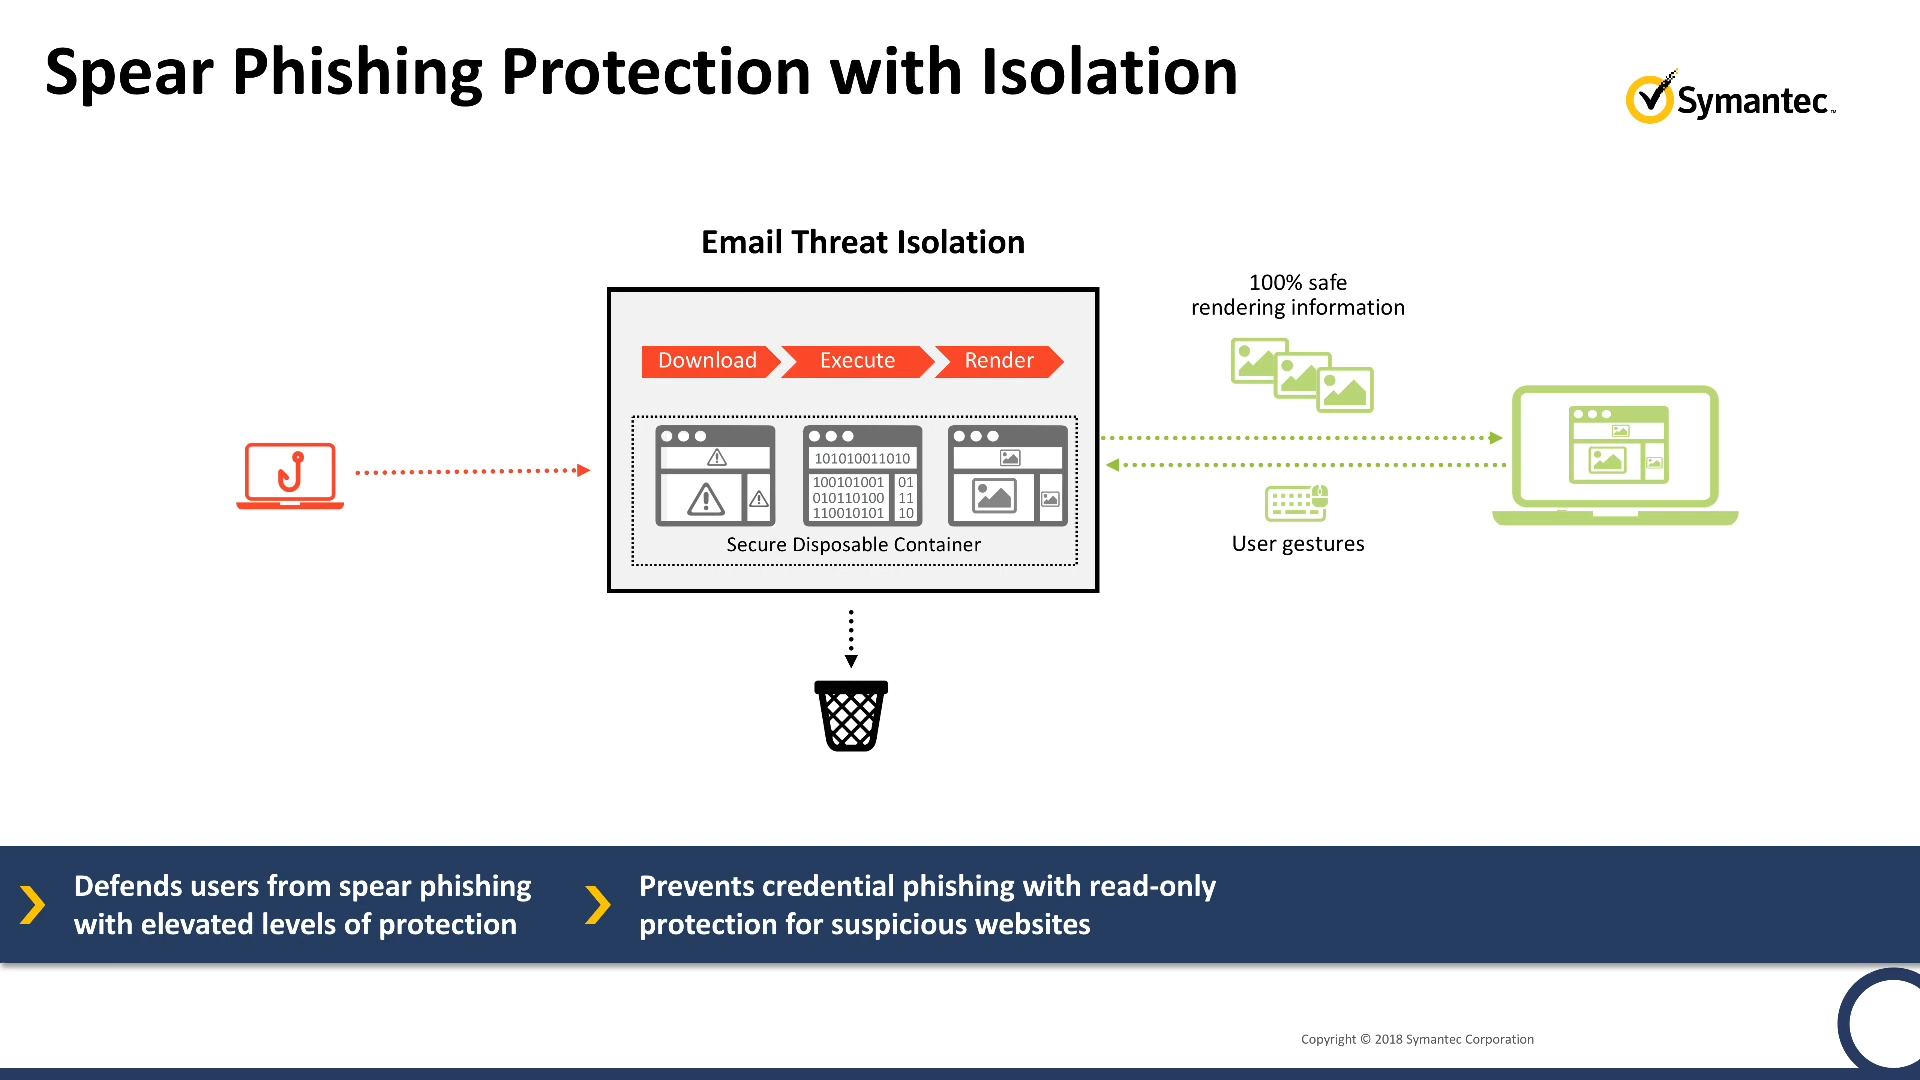 Spear Phishing Protection with Isolation
Symantec™
Email Threat Isolation
100% safe
rendering information
Download
Execute
Render
101010011010
100101001
010110100
110010101
01
11
10
Secure Disposable Container
User gestures
Defends users from spear phishing
with elevated levels of protection
Prevents credential phishing with read-only
protection for suspicious websites
Copyright © 2018 Symantec Corporation